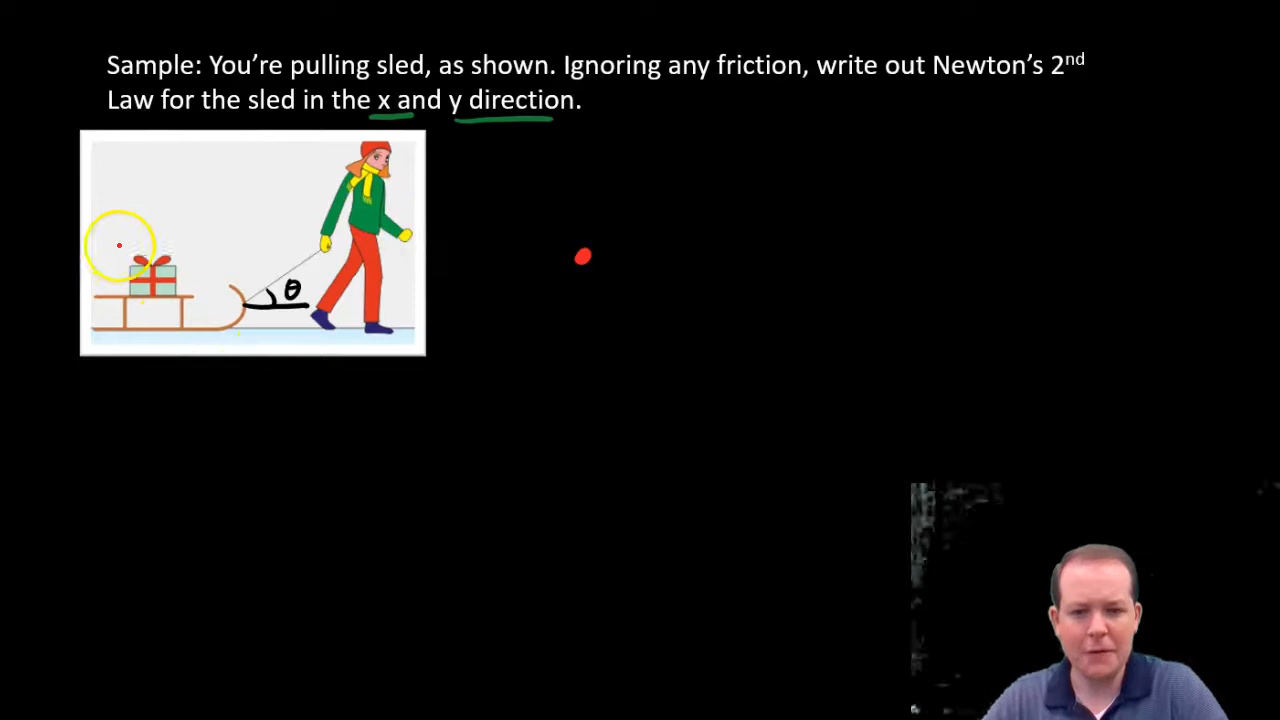 Sample: You’re pulling sled, as shown. Ignoring any friction, write out Newton’s 2nd
Law for the sled in the x and y direction.
θ